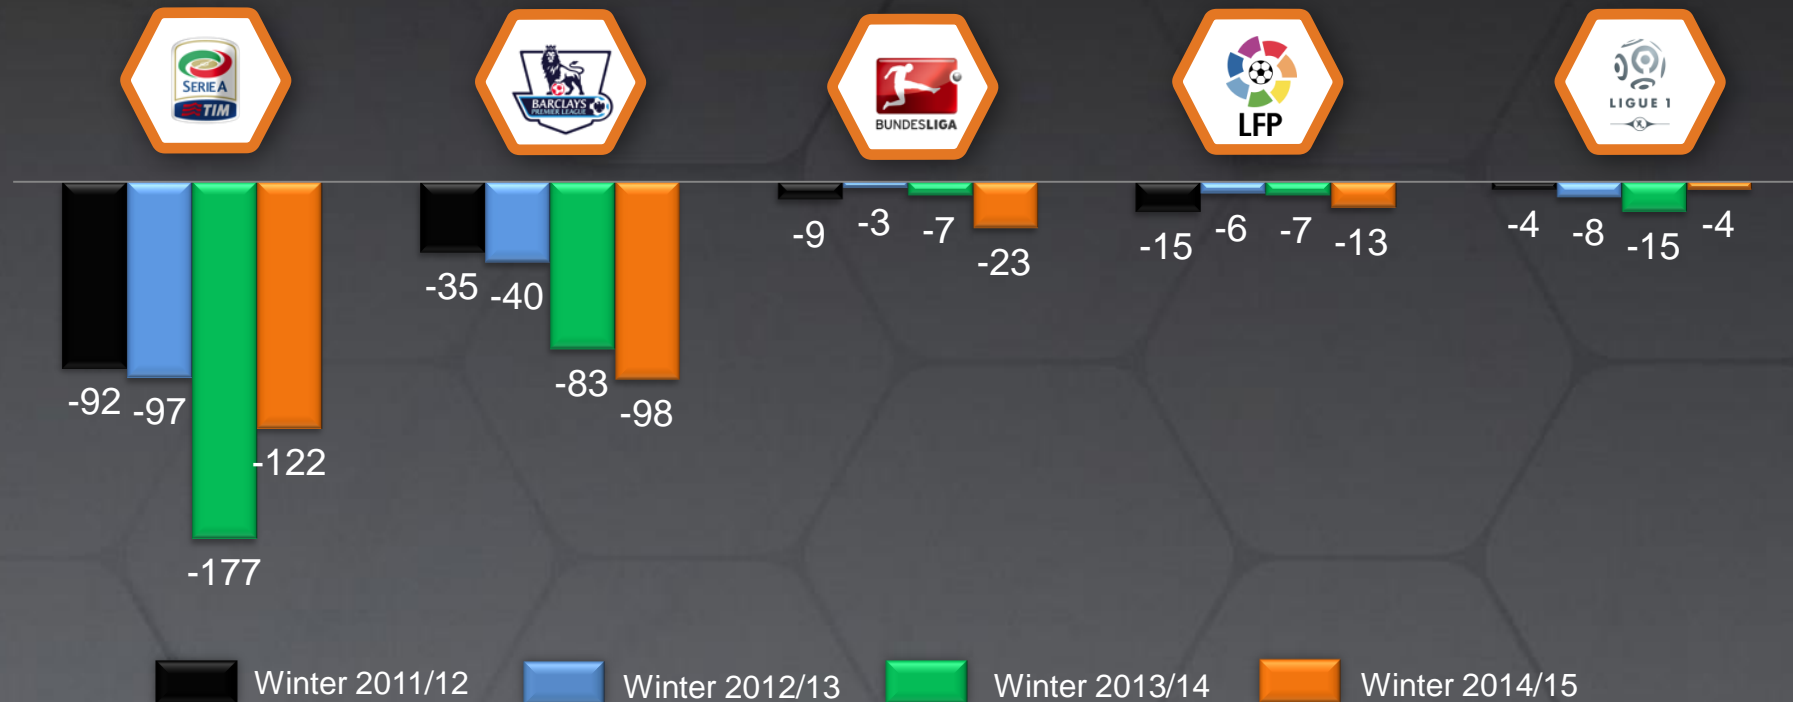 SERIE A
TIM
BARCLAYS
PREMIER LEAGUE
BUNDESLIGA
LFP
LIGUE 1
-92
-97
-177
-122
-35
-40
-83
-98
-9
-3
-7
-23
-15
-6
-7
-13
-4
-8
-15
-4
Winter 2011/12
Winter 2012/13
Winter 2013/14
Winter 2014/15